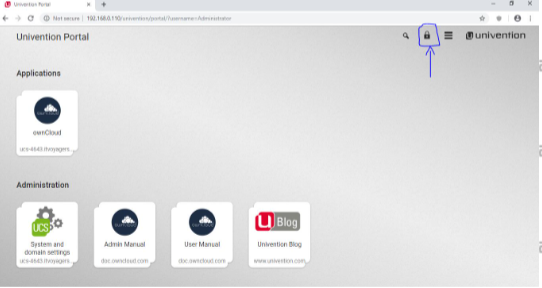 Univention Portal
Not secure | 192.168.0.110/univention/portal/?username=Administrator
Univention Portal
univention
Applications
ownCloud
ucs-4643.itvoyagers...
Administration
UCS
System and
domain settings
ucs-4643.itvoyagers...
Admin Manual
doc.owncloud.com
User Manual
doc.owncloud.com
U Blog
Univention Blog
www.univention.com